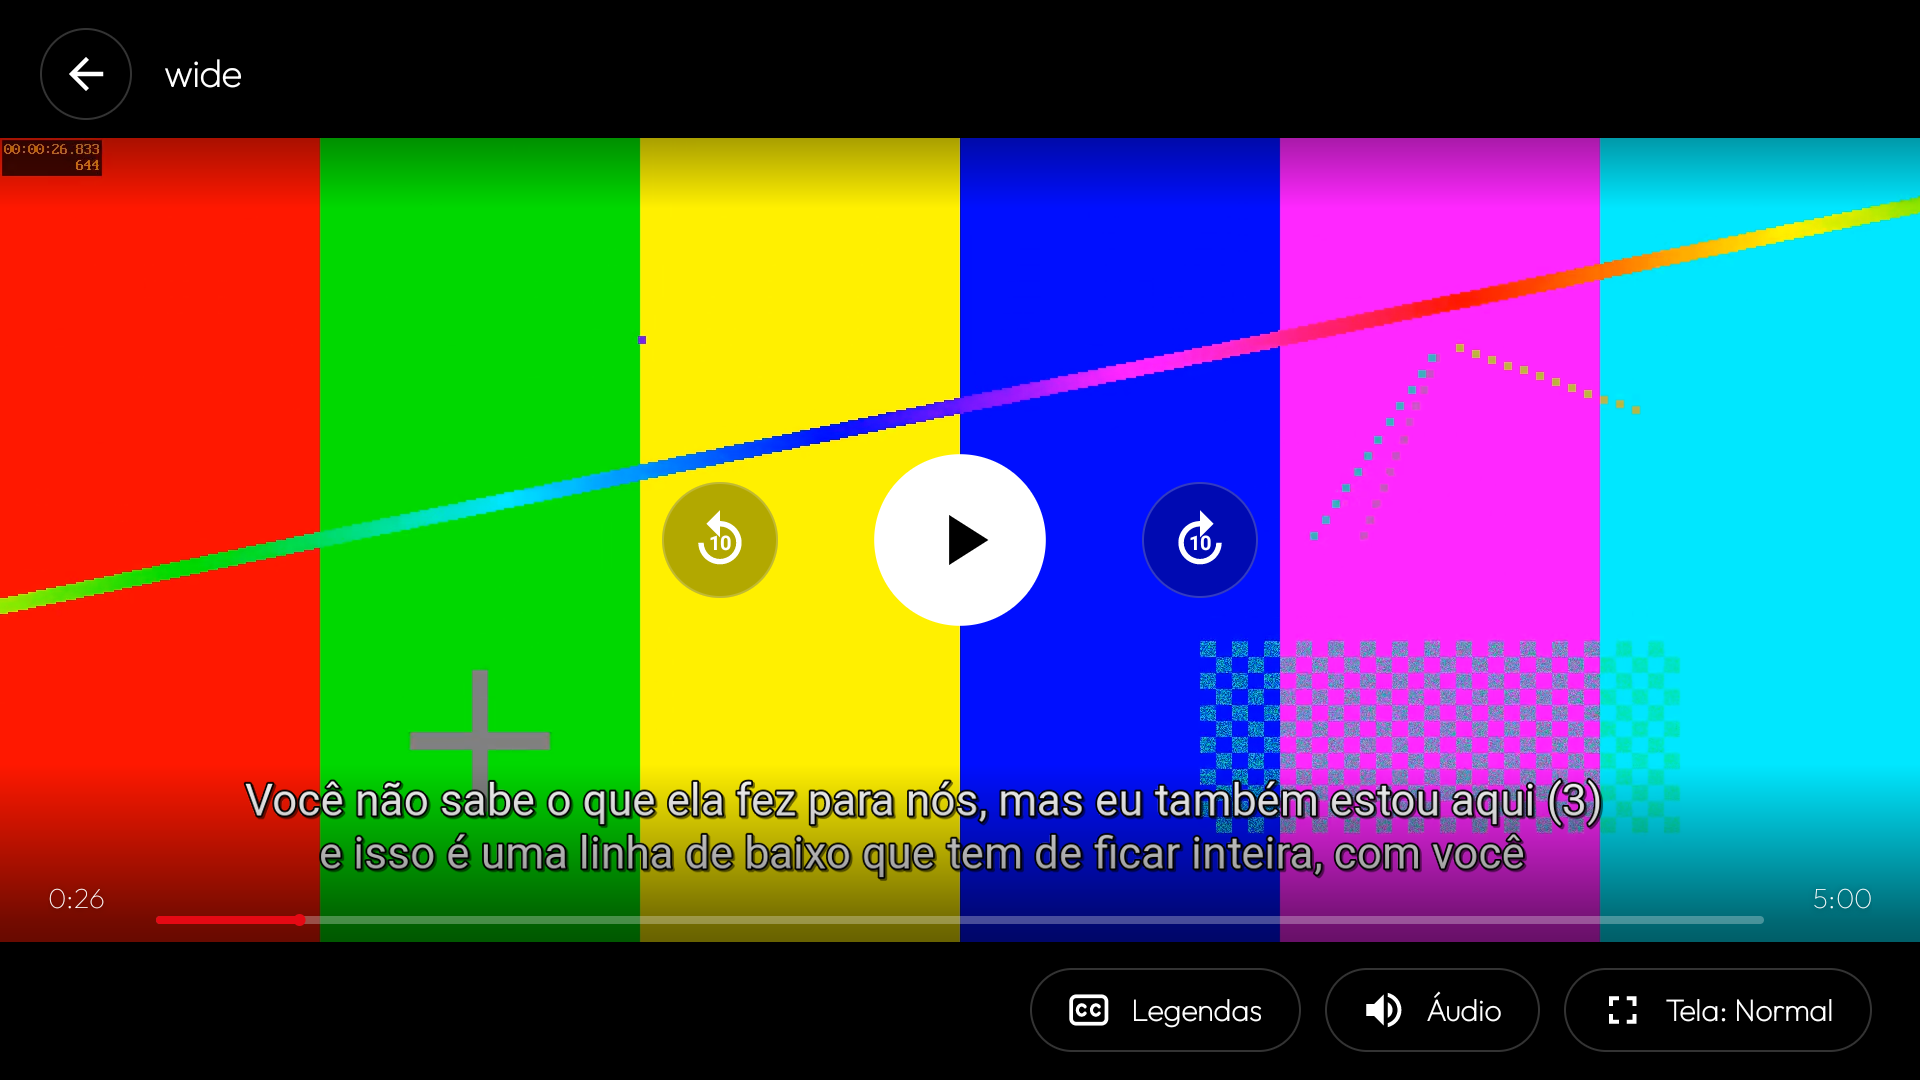 wide
00:00:26.833
644
10
10
Você não sabe o que ela fez para nós, mas eu também estou aqui (3)
e isso é uma linha de baixo que tem de ficar inteira, com você
0:26
5:00
CC Legendas
Áudio
Tela: Normal